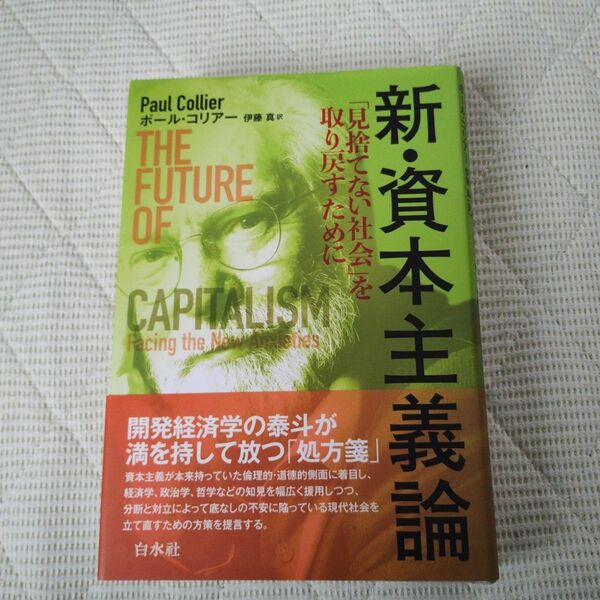 Paul Collier
ポール・コリアー 伊藤 真 訳
THE
FUTURE
OF
CAPITALISM
Facing the New Anxieties
新・資本主義論
「見捨てない社会」を
取り戻すために
開発経済学の泰斗が
満を持して放つ「処方箋」
資本主義が本来持っていた倫理的・道徳的側面に着目し、
経済学、政治学、哲学などの知見を幅広く援用しつつ、
分断と対立によって底なしの不安に陥っている現代社会を
立て直すための方策を提言する。
白水社